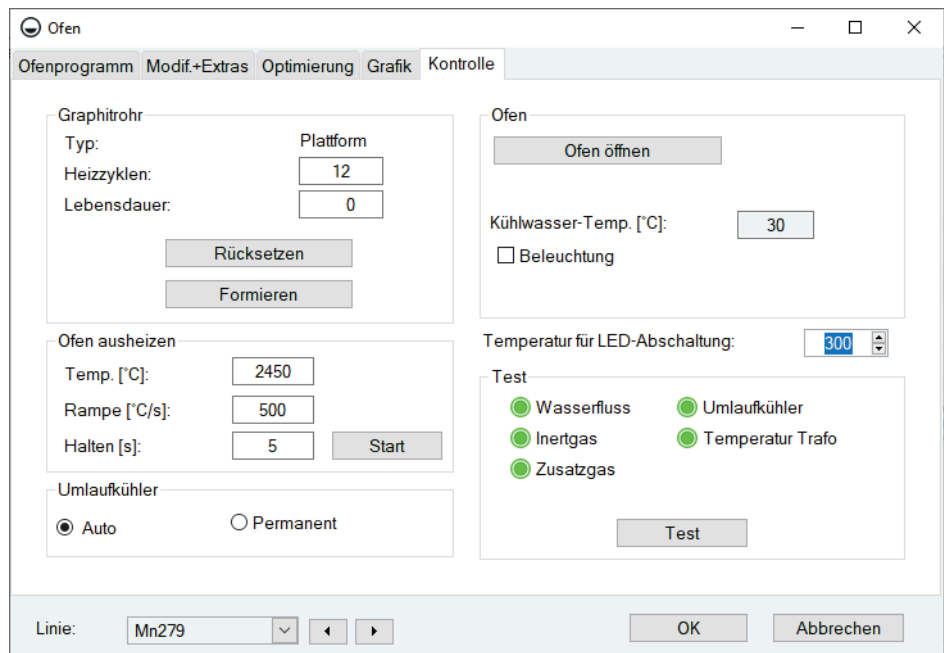 Ofen
Ofenprogramm Modif.+Extras Optimierung Grafik Kontrolle
Graphitrohr
Typ: Plattform
Heizzyklen: 12
Lebensdauer: 0
Rücksetzen
Formieren
Ofen ausheizen
Temp. [°C]: 2450
Rampe [°C/s]: 500
Halten [s]: 5 Start
Umlaufkühler
Auto Permanent
Ofen
Ofen öffnen
Kühlwasser-Temp. [°C]: 30
Beleuchtung
Temperatur für LED-Abschaltung: 300
Test
Wasserfluss Umlaufkühler
Inertgas Temperatur Trafo
Zusatzgas
Test
Linie: Mn279 OK Abbrechen